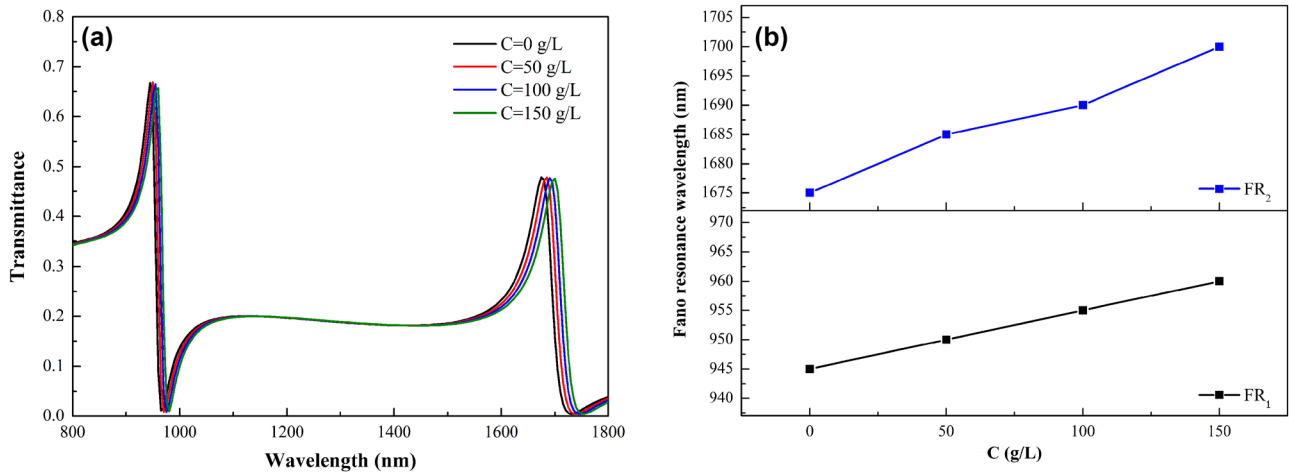 (a)
C=0 g/L
C=50 g/L
C=100 g/L
C=150 g/L
0.8
0.7
0.6
0.5
0.4
0.3
0.2
0.1
0.0
Transmittance
800 1000 1200 1400 1600 1800
Wavelength (nm)
(b)
1705
1700
1695
1690
1685
1680
1675
FR₂
970
965
960
955
950
945
940
FR₁
Fano resonance wavelength (nm)
0 50 100 150
C (g/L)